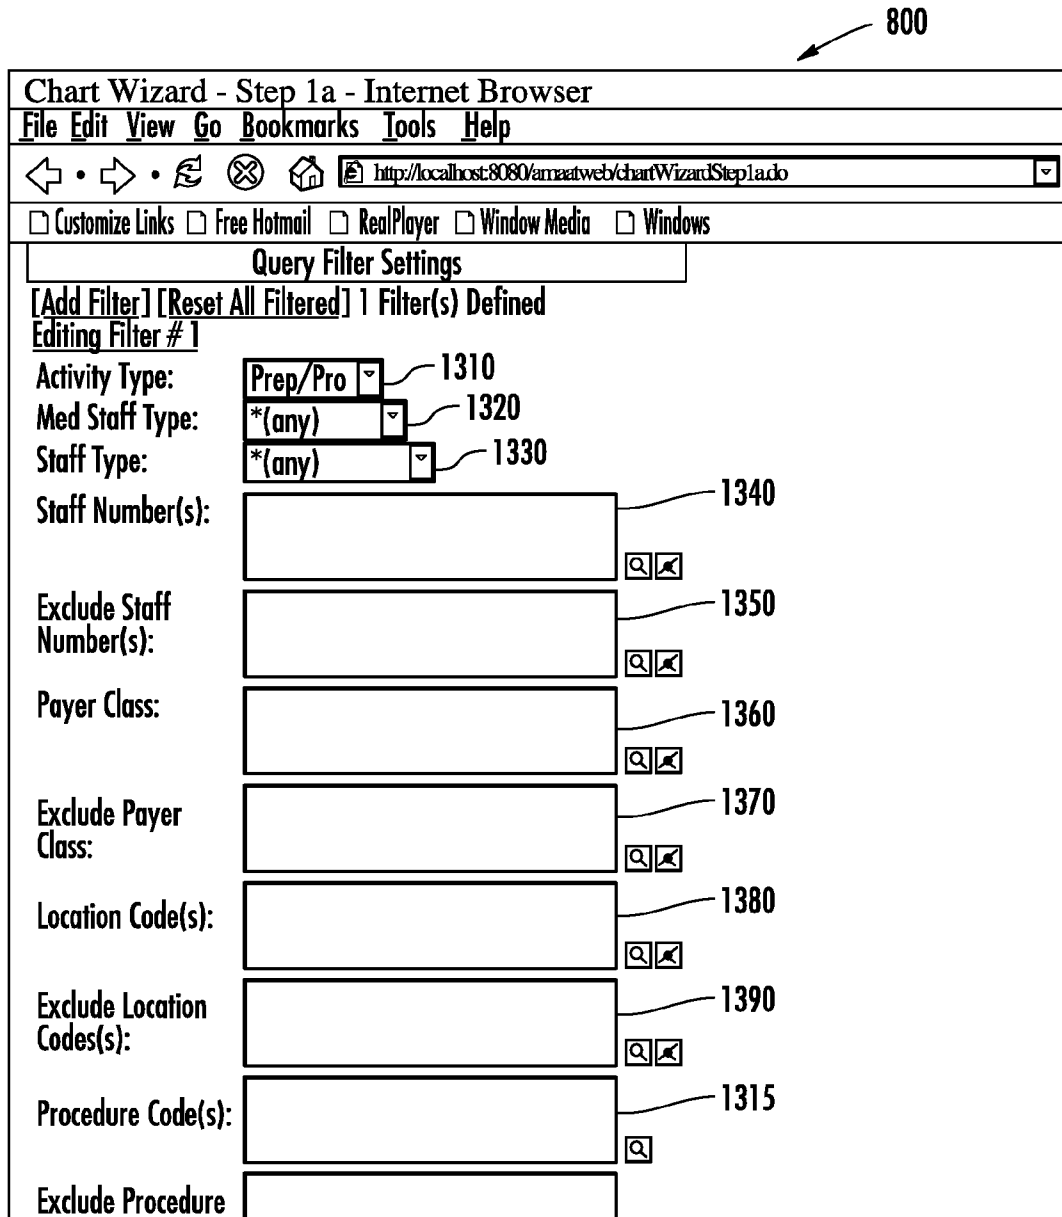 800
Chart Wizard - Step 1a - Internet Browser
File Edit View Go Bookmarks Tools Help
http://localhost:8080/amaatweb/chartWizardStep1a.do
Customize Links Free Hotmail RealPlayer Window Media Windows
Query Filter Settings
[Add Filter] [Reset All Filtered] 1 Filter(s) Defined
Editing Filter # 1
Activity Type: Prep/Pro 1310
Med Staff Type: *(any) 1320
Staff Type: *(any) 1330
Staff Number(s): 1340
Exclude Staff 1350
Number(s):
Payer Class: 1360
Exclude Payer 1370
Class:
Location Code(s): 1380
Exclude Location 1390
Codes(s):
Procedure Code(s): 1315
Exclude Procedure